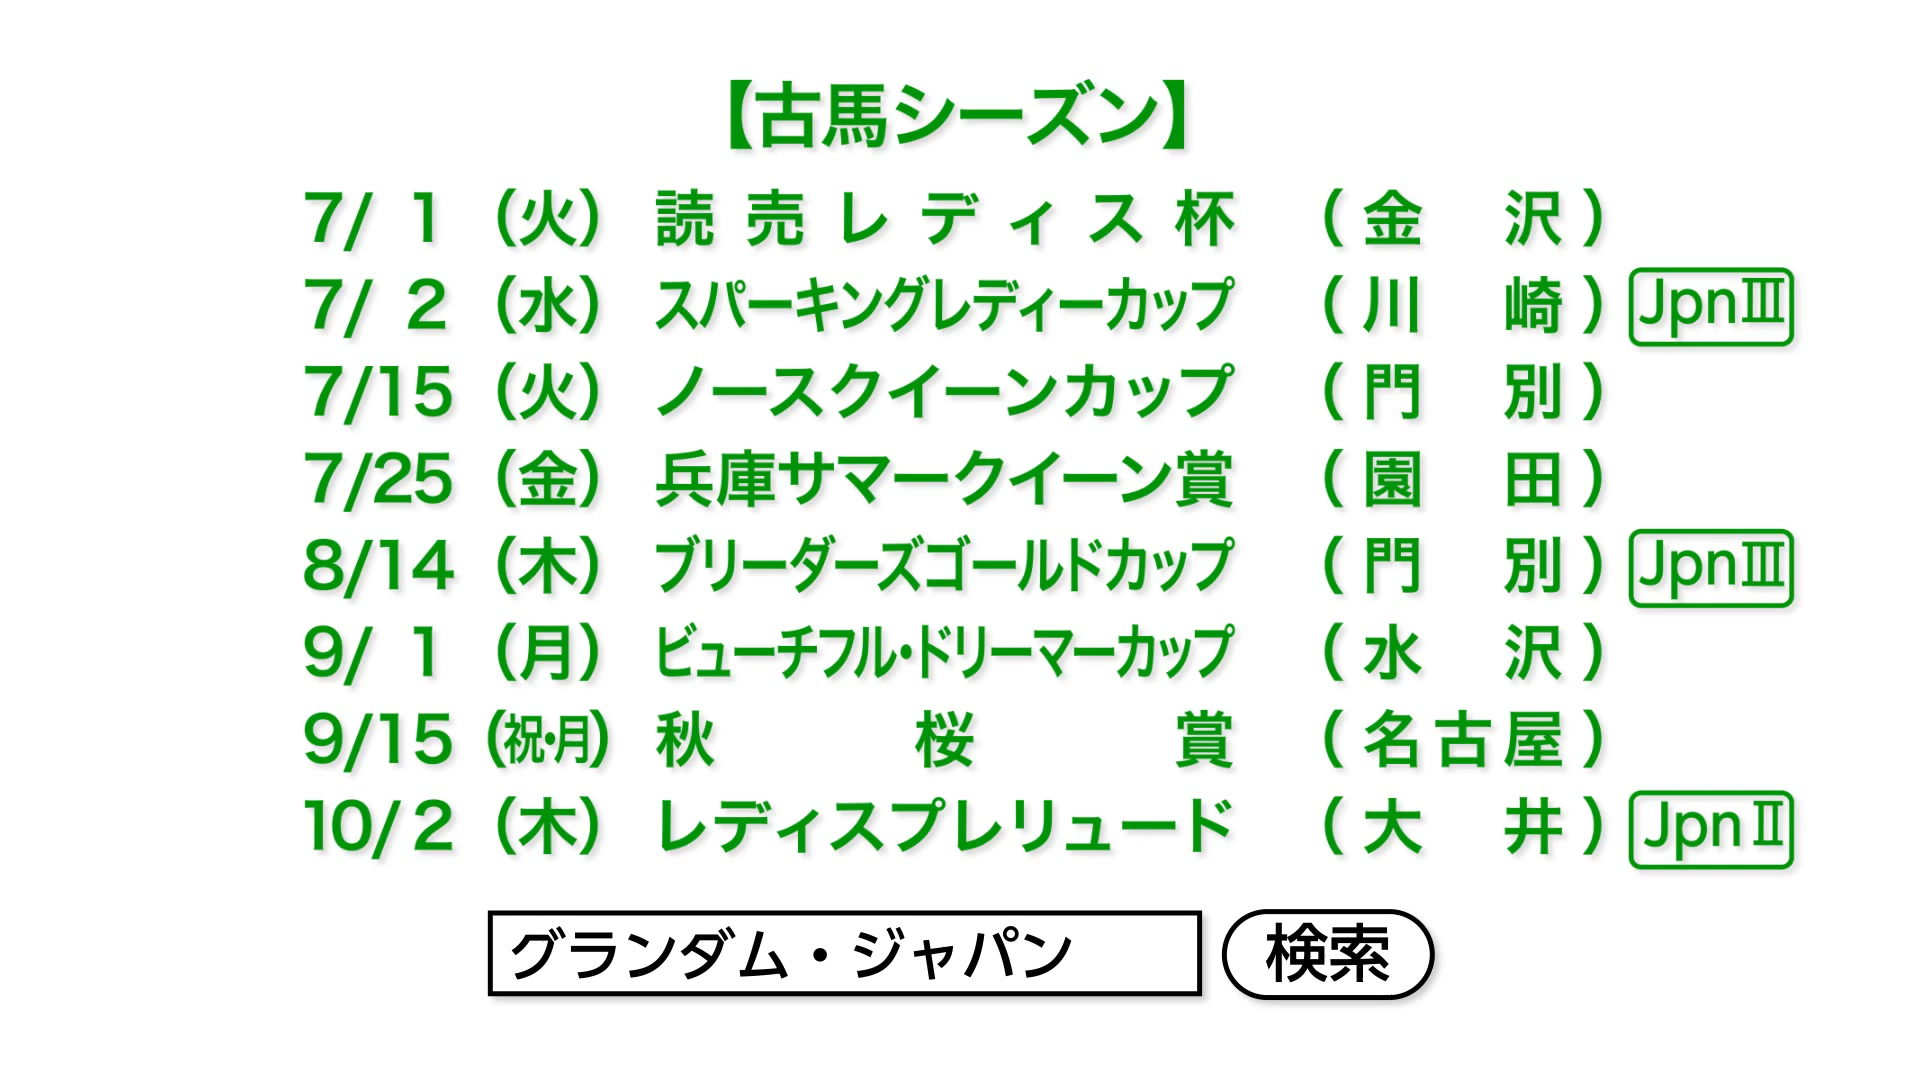 【古馬シーズン】
7/ 1 (火) 読売レディス杯 (金沢)
7/ 2 (水) スパーキングレディーカップ (川崎) JpnⅢ
7/15 (火) ノースクイーンカップ (門別)
7/25 (金) 兵庫サマークイーン賞 (園田)
8/14 (木) ブリーダーズゴールドカップ (門別) JpnⅢ
9/ 1 (月) ビューチフル・ドリーマーカップ (水沢)
9/15 (祝・月) 秋桜賞 (名古屋)
10/ 2 (木) レディスプレリュード (大井) JpnⅡ
グランダム・ジャパン 検索